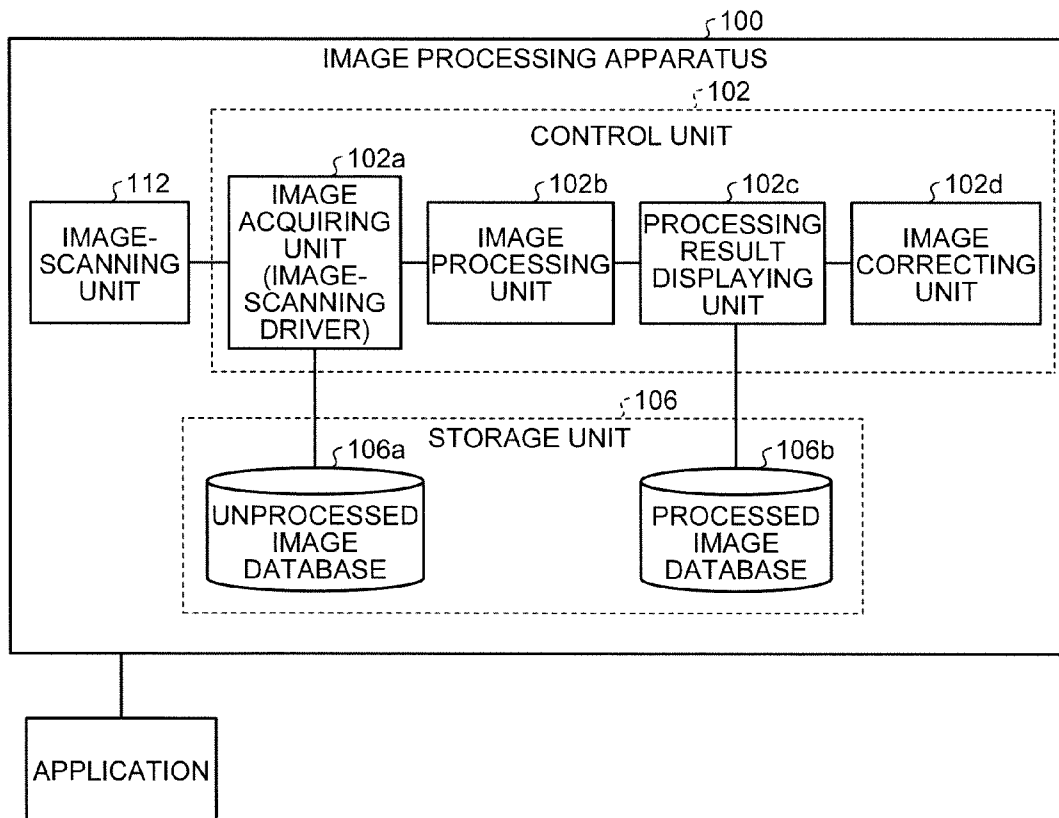 100
IMAGE PROCESSING APPARATUS
102
CONTROL UNIT
112
IMAGE-
SCANNING
UNIT
102a
IMAGE
ACQUIRING
UNIT
(IMAGE-
SCANNING
DRIVER)
102b
IMAGE
PROCESSING
UNIT
102c
PROCESSING
RESULT
DISPLAYING
UNIT
102d
IMAGE
CORRECTING
UNIT
106
STORAGE UNIT
106a
UNPROCESSED
IMAGE
DATABASE
106b
PROCESSED
IMAGE
DATABASE
APPLICATION